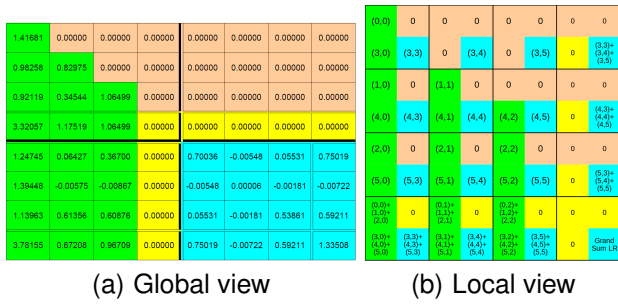 1.41681 0.00000 0.00000 0.00000 0.00000 0.00000 0.00000 0.00000
0.98258 0.82975 0.00000 0.00000 0.00000 0.00000 0.00000 0.00000
0.92119 0.34544 1.06499 0.00000 0.00000 0.00000 0.00000 0.00000
3.32057 1.17519 1.06499 0.00000 0.00000 0.00000 0.00000 0.00000
1.24745 0.06427 0.36700 0.00000 0.70036 -0.00548 0.05531 0.75019
1.39448 -0.00575 -0.00867 0.00000 -0.00548 0.00006 -0.00181 -0.00722
1.13963 0.61356 0.60876 0.00000 0.05531 -0.00181 0.53861 0.59211
3.78155 0.67208 0.96709 0.00000 0.75019 -0.00722 0.59211 1.33508
(a) Global view
(0,0) 0 0 0 0 0 0 0
(3,0) (3,3) 0 (3,4) 0 (3,5) 0 (3,3)+
(3,4)+
(3,5)
(1,0) 0 (1,1) 0 0 0 0 0
(4,0) (4,3) (4,1) (4,4) (4,2) (4,5) 0 (4,3)+
(4,4)+
(4,5)
(2,0) 0 (2,1) 0 (2,2) 0 0 0
(5,0) (5,3) (5,1) (5,4) (5,2) (5,5) 0 (5,3)+
(5,4)+
(5,5)
(0,0)+ 0 (0,1)+ 0 (0,2)+ 0 0 0
(1,0)+ (1,1)+ (1,2)+
(2,0) (2,1) (2,2)
(3,0)+ (3,3)+ (3,1)+ (3,4)+ (3,2)+ (3,5)+ 0 Grand
(4,0)+ (4,3)+ (4,1)+ (4,4)+ (4,2)+ (4,5)+ Sum LR
(5,0) (5,3) (5,1) (5,4) (5,2) (5,5)
(b) Local view